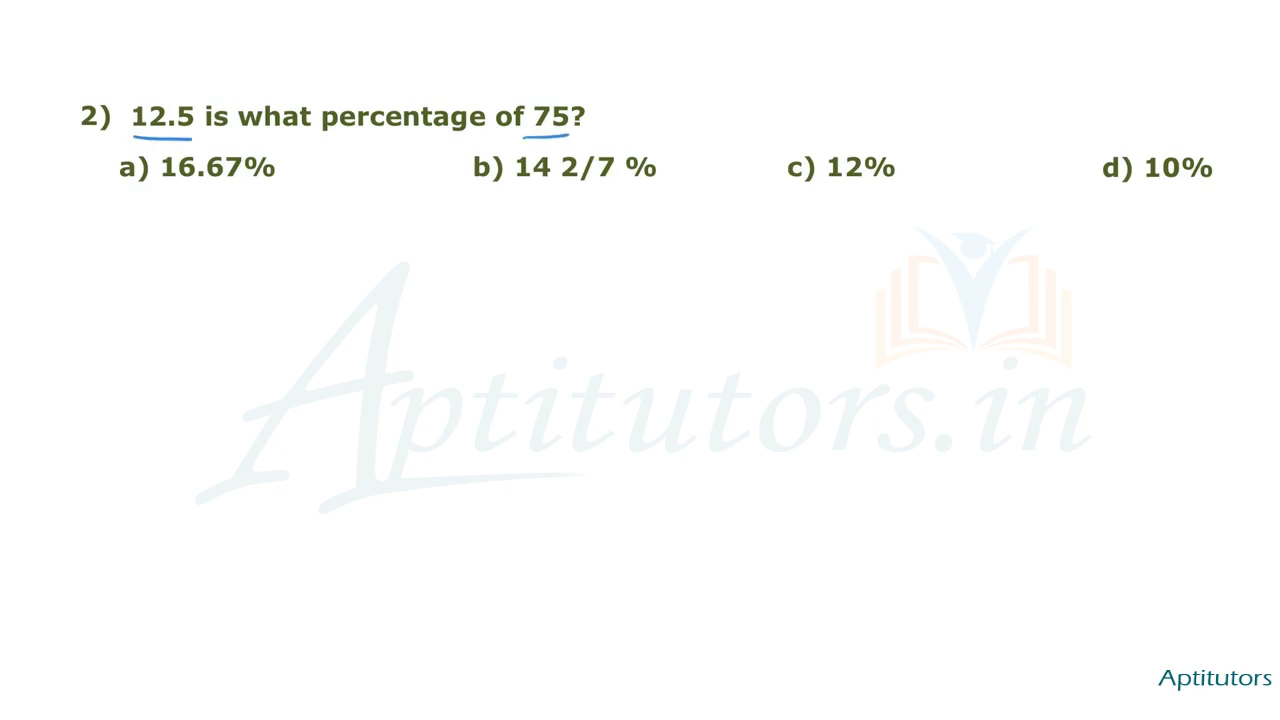 2) 12.5 is what percentage of 75?
a) 16.67% b) 14 2/7 % c) 12% d) 10%
Aptitutors.in
Aptitutors